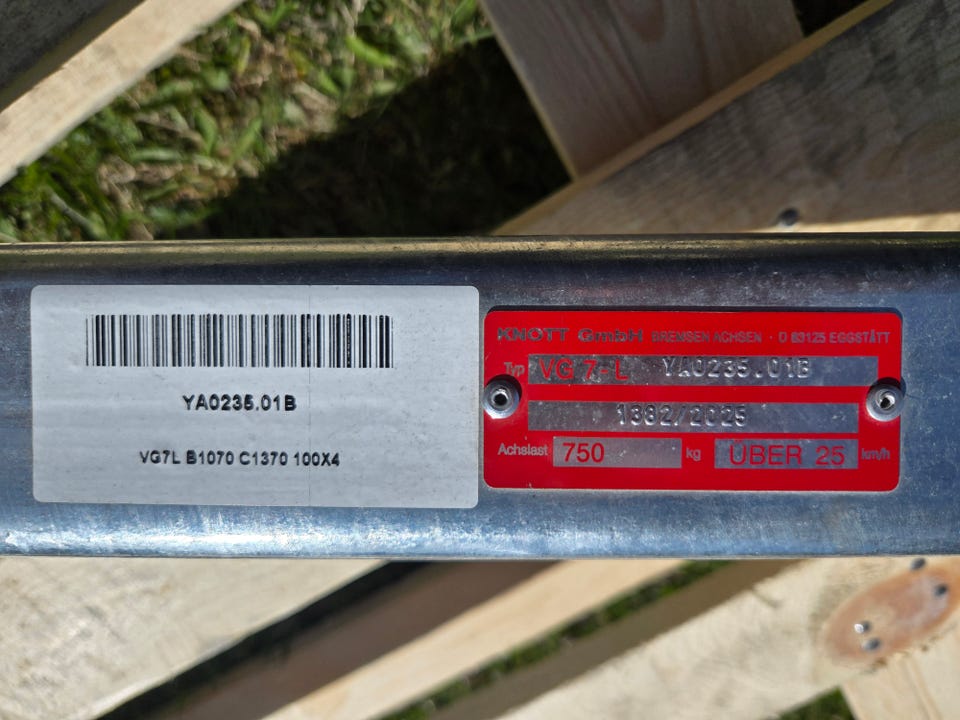 YA0235.01B
VG7L B1070 C1370 100X4
KNOTT GmbH BREMSEN ACHSEN · D 83125 EGGSTÄTT
Typ VG 7-L YA0235.01B
1382/2025
Achslast 750 kg ÜBER 25 km/h